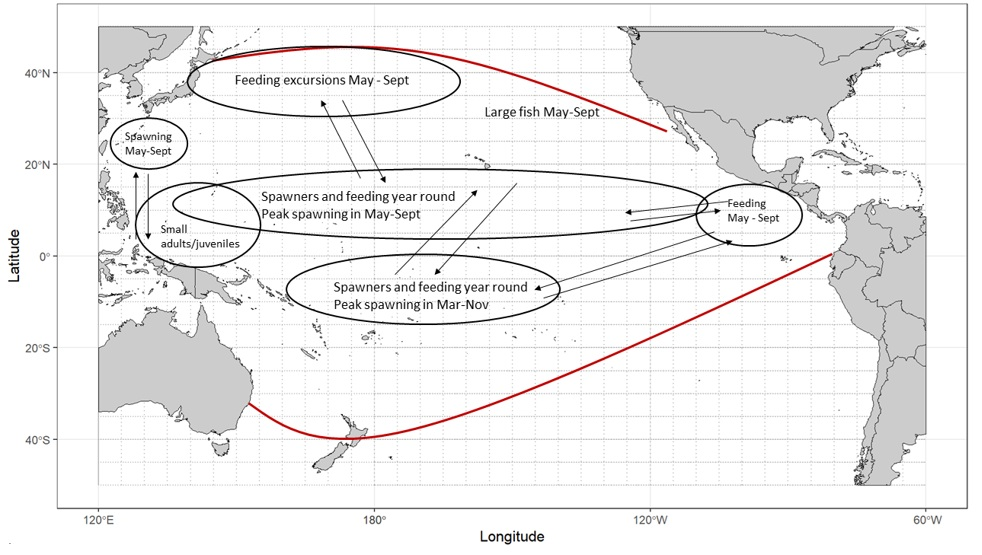 Feeding excursions May - Sept
Large fish May-Sept
Spawning
May-Sept
Spawners and feeding year round
Peak spawning in May-Sept
Feeding
May - Sept
Small
adults/juveniles
Spawners and feeding year round
Peak spawning in Mar-Nov
40°N
20°N
0°
20°S
40°S
Latitude
120°E
180°
120°W
60°W
Longitude